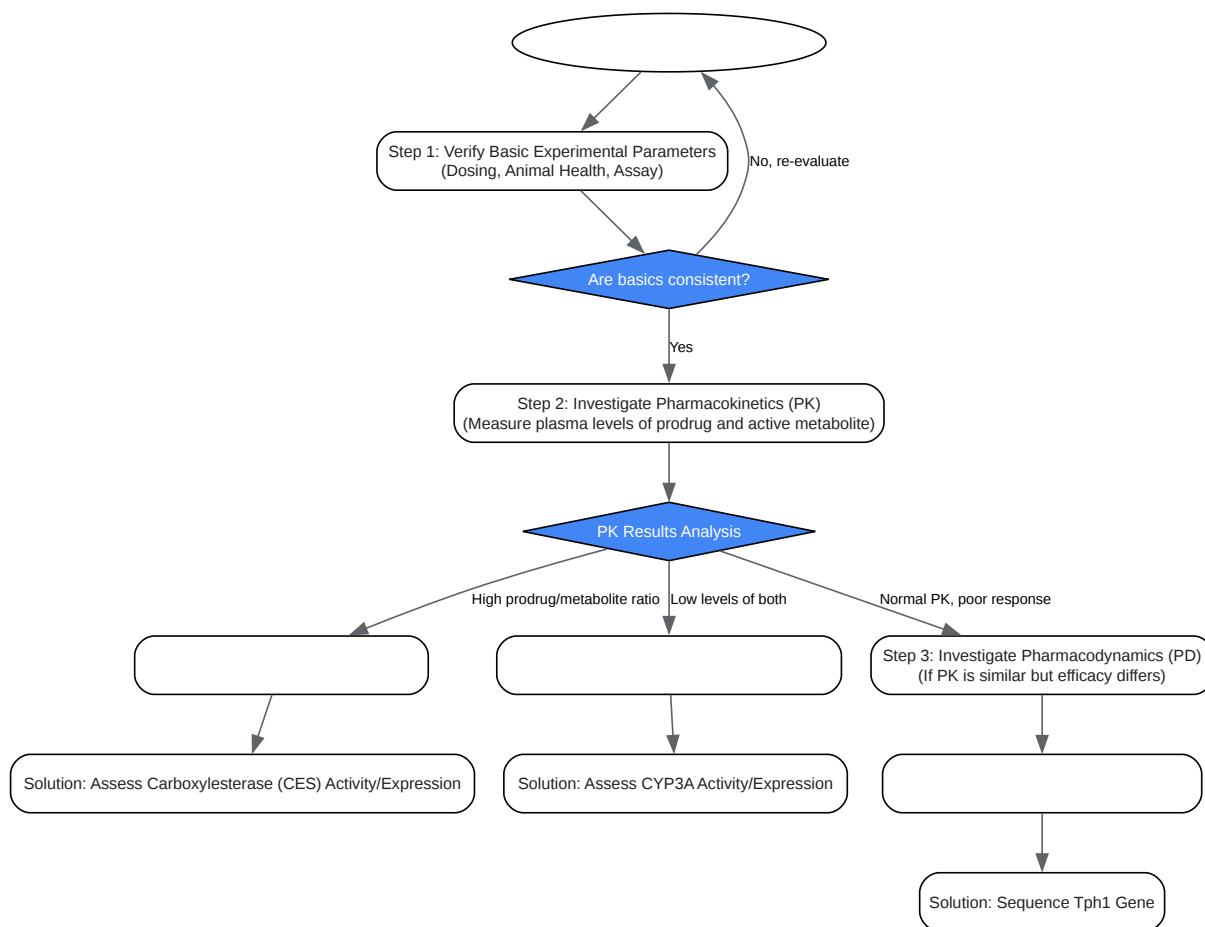 Step 1: Verify Basic Experimental Parameters
(Dosing, Animal Health, Assay)
No, re-evaluate
Are basics consistent?
Yes
Step 2: Investigate Pharmacokinetics (PK)
(Measure plasma levels of prodrug and active metabolite)
PK Results Analysis
High prodrug/metabolite ratio
Low levels of both
Normal PK, poor response
Step 3: Investigate Pharmacodynamics (PD)
(If PK is similar but efficacy differs)
Solution: Assess Carboxylesterase (CES) Activity/Expression
Solution: Assess CYP3A Activity/Expression
Solution: Sequence Tph1 Gene